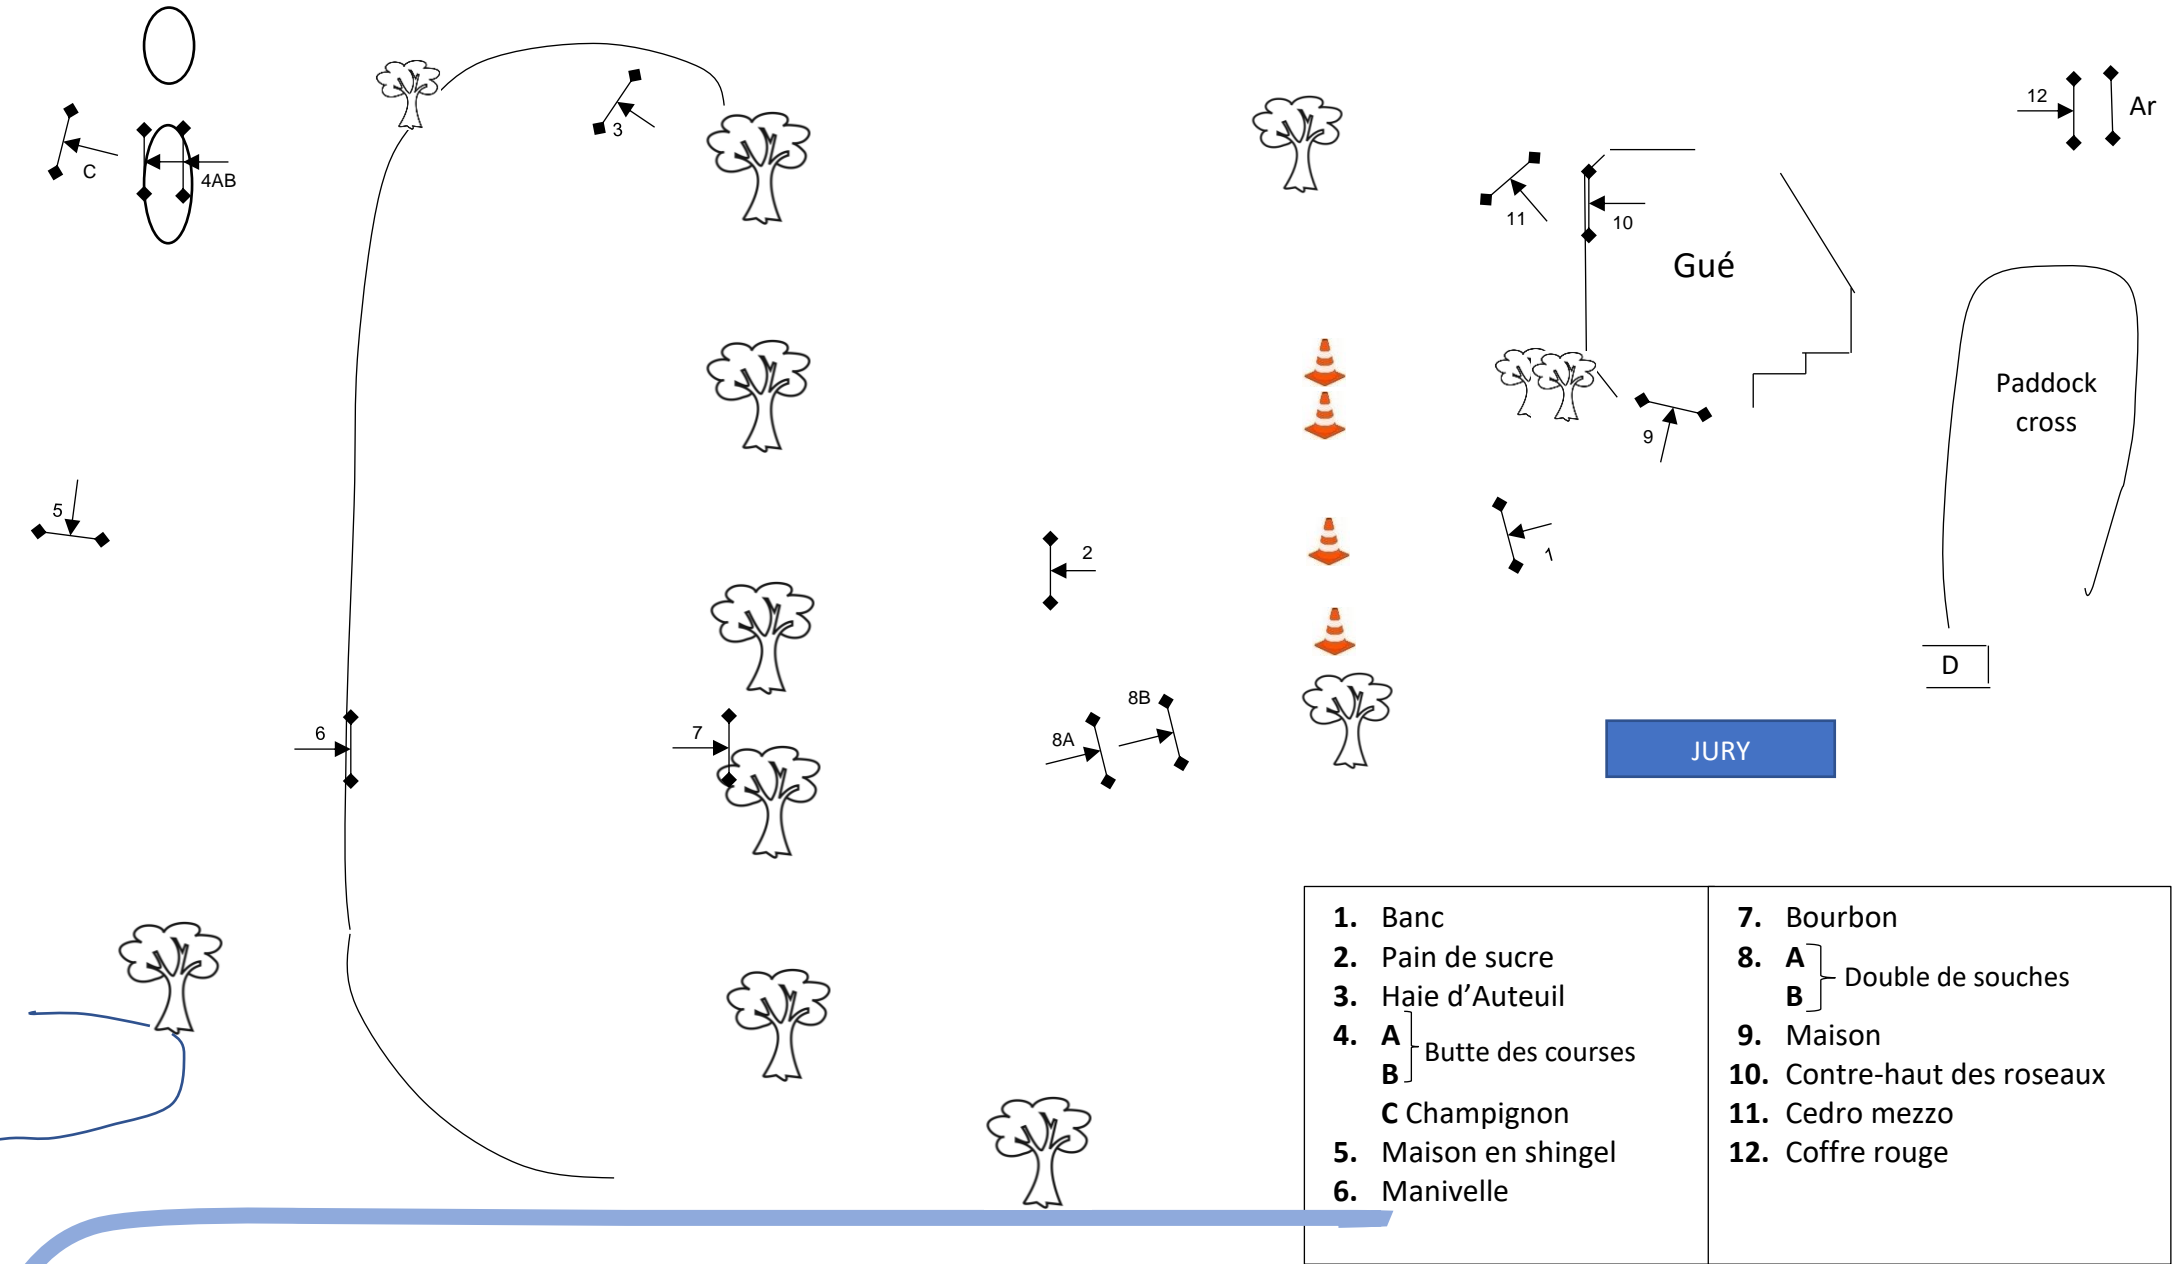 12
Ar
3
C
4AB
11
10
Gué
Paddock
cross
9
5
1
2
D
8B
6
7
8A
JURY
1. Banc
2. Pain de sucre
3. Haie d’Auteuil
4. A
B
Butte des courses
C Champignon
5. Maison en shingel
6. Manivelle
7. Bourbon
8. A
B
Double de souches
9. Maison
10. Contre-haut des roseaux
11. Cedro mezzo
12. Coffre rouge